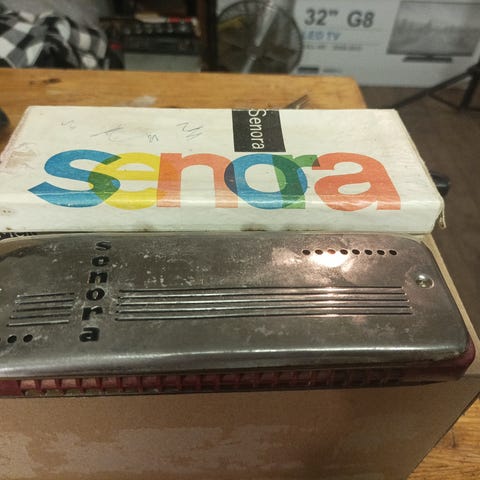 32" G8
LED TV
Senora
senora
Senora